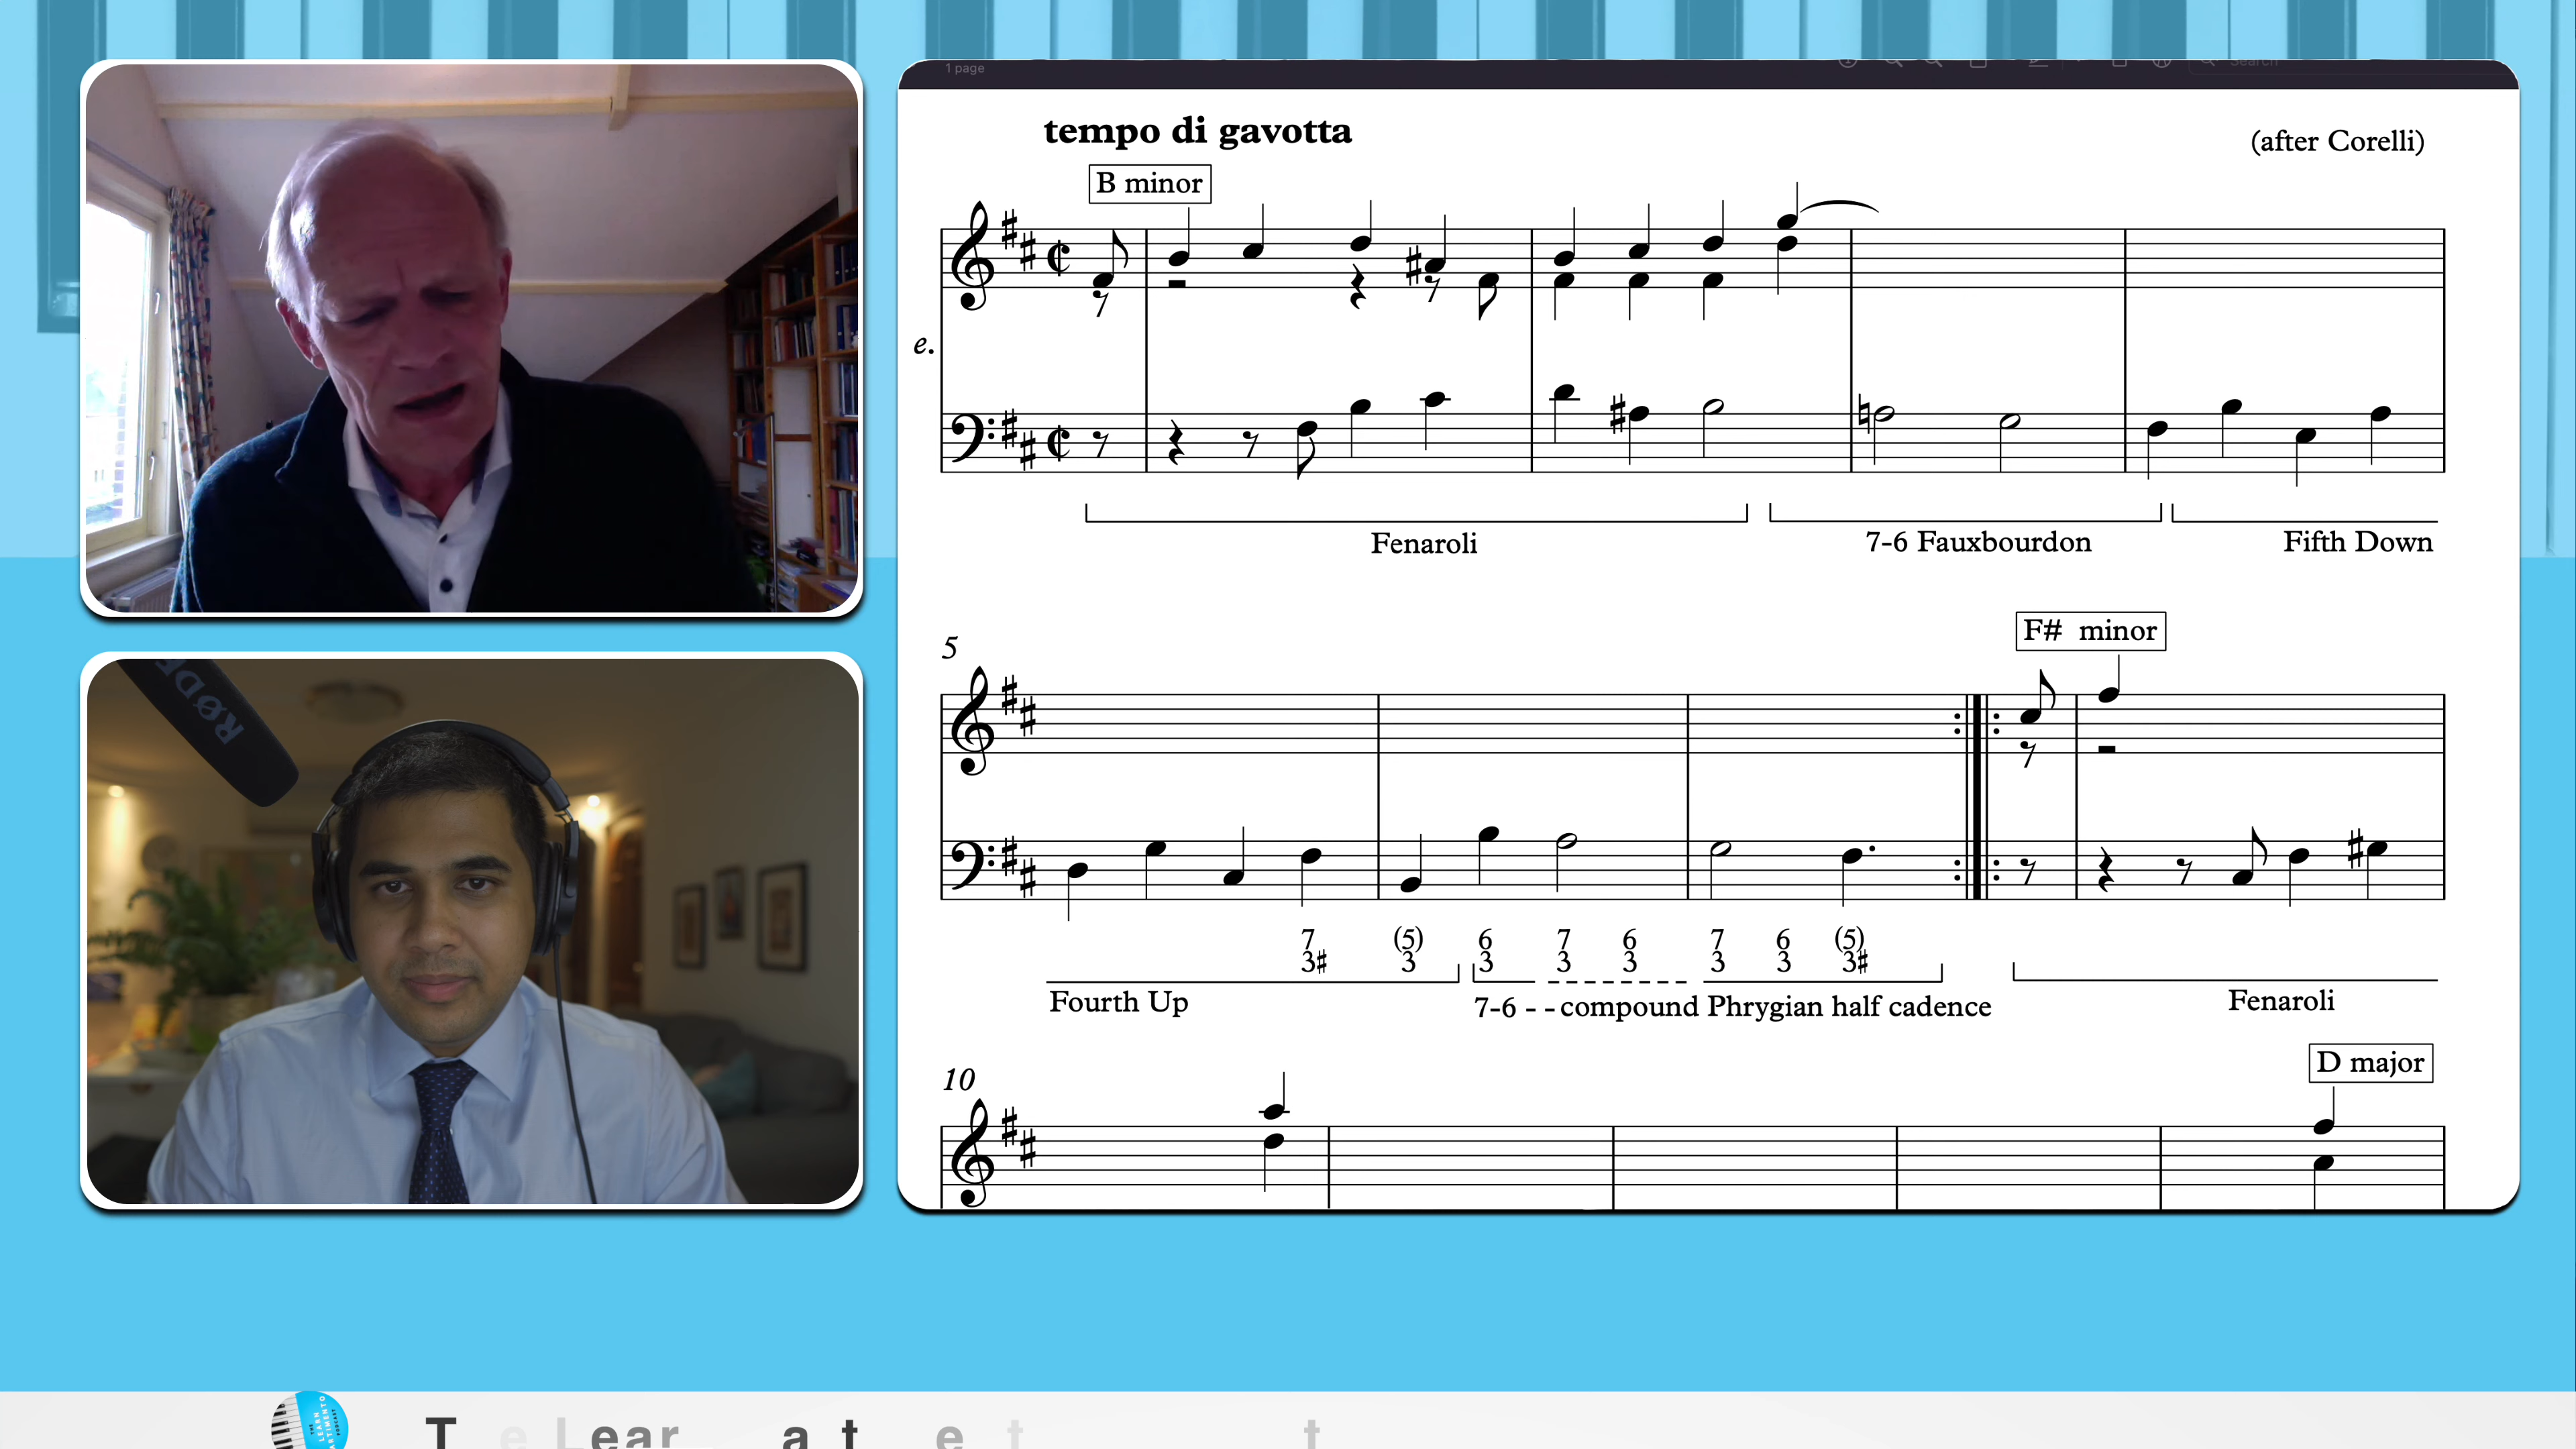 1 page
Search
tempo di gavotta
(after Corelli)
B minor
e.
Fenaroli
7-6 Fauxbourdon
Fifth Down
RØDE
5
F# minor
7 (5) 6 7 6 7 6 (5)
3# 3 3 3 3 3 3 3#
Fourth Up
7-6 - - compound Phrygian half cadence
Fenaroli
10
D major